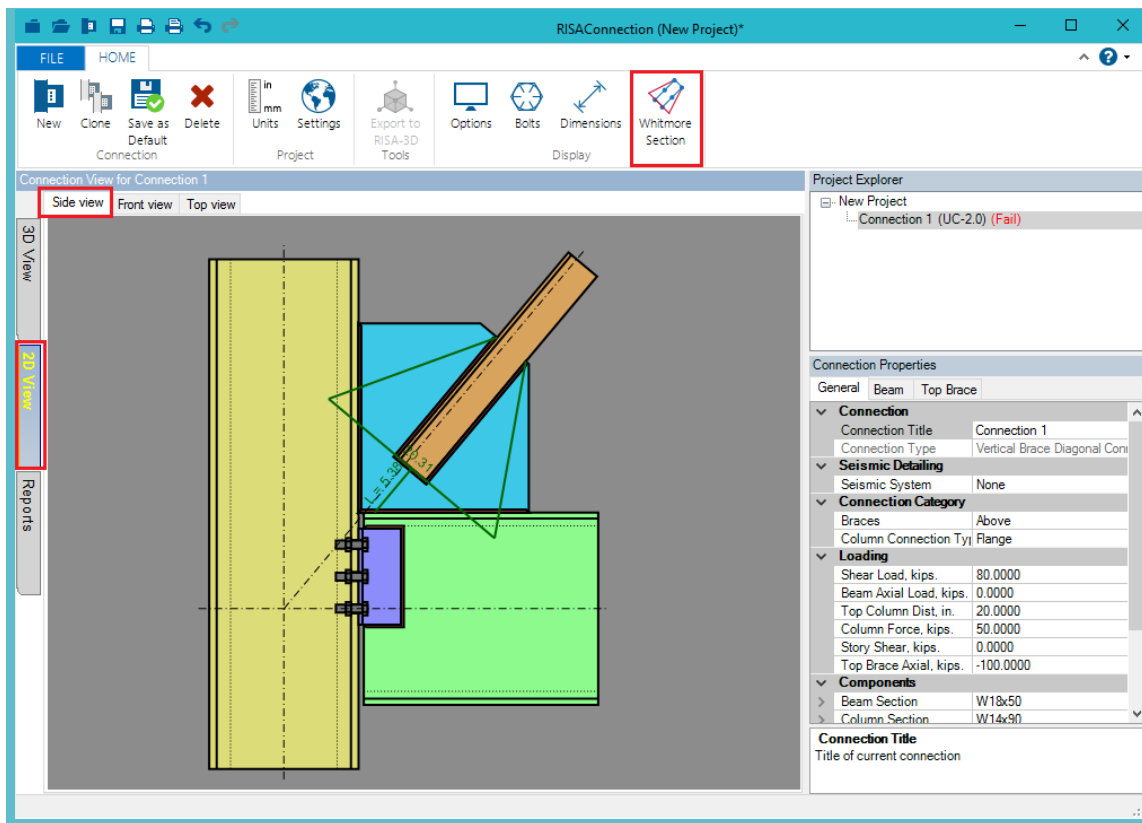 RISAConnection (New Project)*
FILE HOME
New Clone Save as Default Delete in mm Units Settings Export to RISA-3D Options Bolts Dimensions Whitmore Section
Connection Project Tools Display
Connection View for Connection 1
Side view Front view Top view
3D View
2D View
Reports
L = 5.38
20.31
Project Explorer
New Project
Connection 1 (UC-2.0) (Fail)
Connection Properties
General Beam Top Brace
Connection
Connection Title Connection 1
Connection Type Vertical Brace Diagonal Conn
Seismic Detailing
Seismic System None
Connection Category
Braces Above
Column Connection Typ Flange
Loading
Shear Load, kips. 80.0000
Beam Axial Load, kips. 0.0000
Top Column Dist, in. 20.0000
Column Force, kips. 50.0000
Story Shear, kips. 0.0000
Top Brace Axial, kips. -100.0000
Components
Beam Section W18x50
Column Section W14x90
Connection Title
Title of current connection